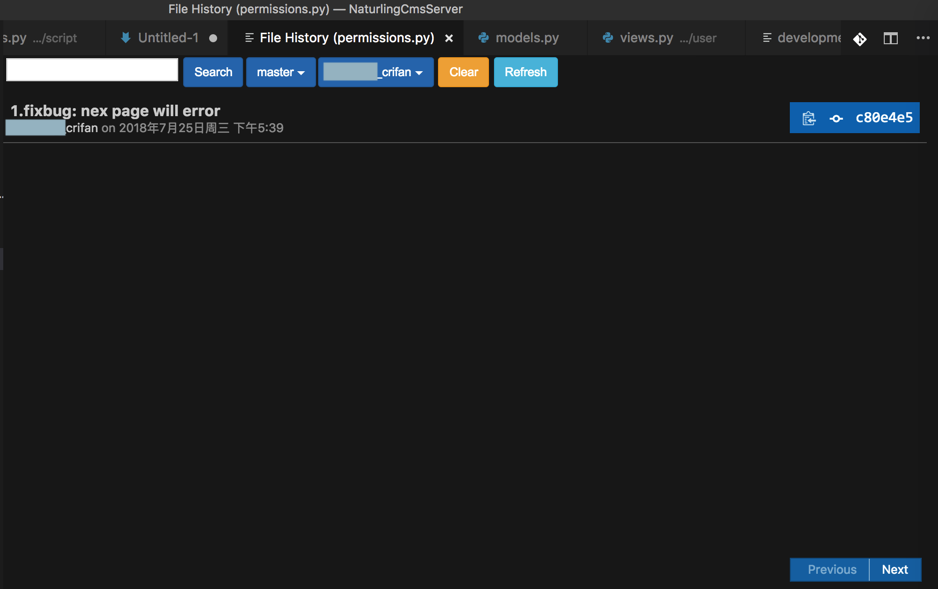 File History (permissions.py) — NaturlingCmsServer
s.py .../script Untitled-1 File History (permissions.py) × models.py views.py .../user developme
Search master _crifan Clear Refresh
1.fixbug: nex page will error
crifan on 2018年7月25日周三 下午5:39
c80e4e5
Previous Next